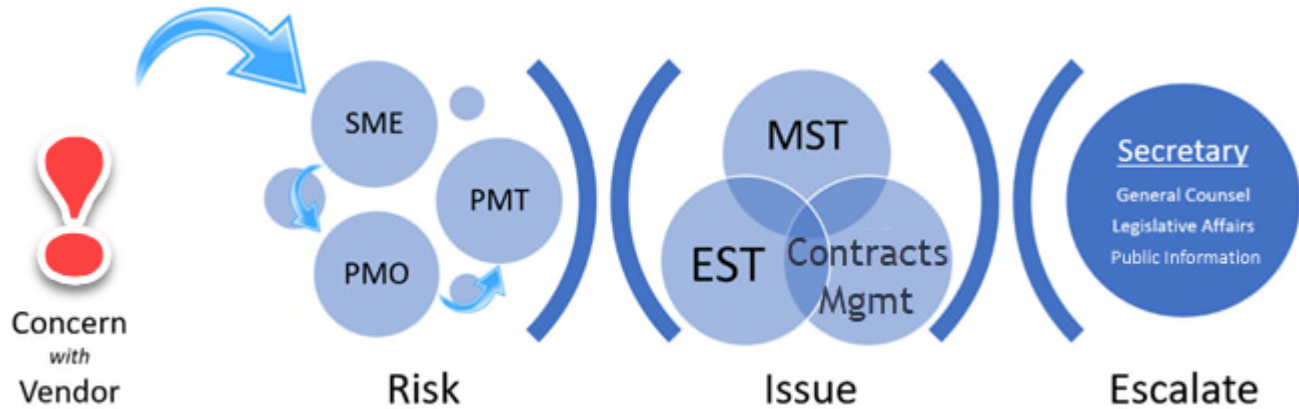 Concern
with
Vendor
SME
PMT
PMO
Risk
MST
EST
Contracts
Mgmt
Issue
Secretary
General Counsel
Legislative Affairs
Public Information
Escalate